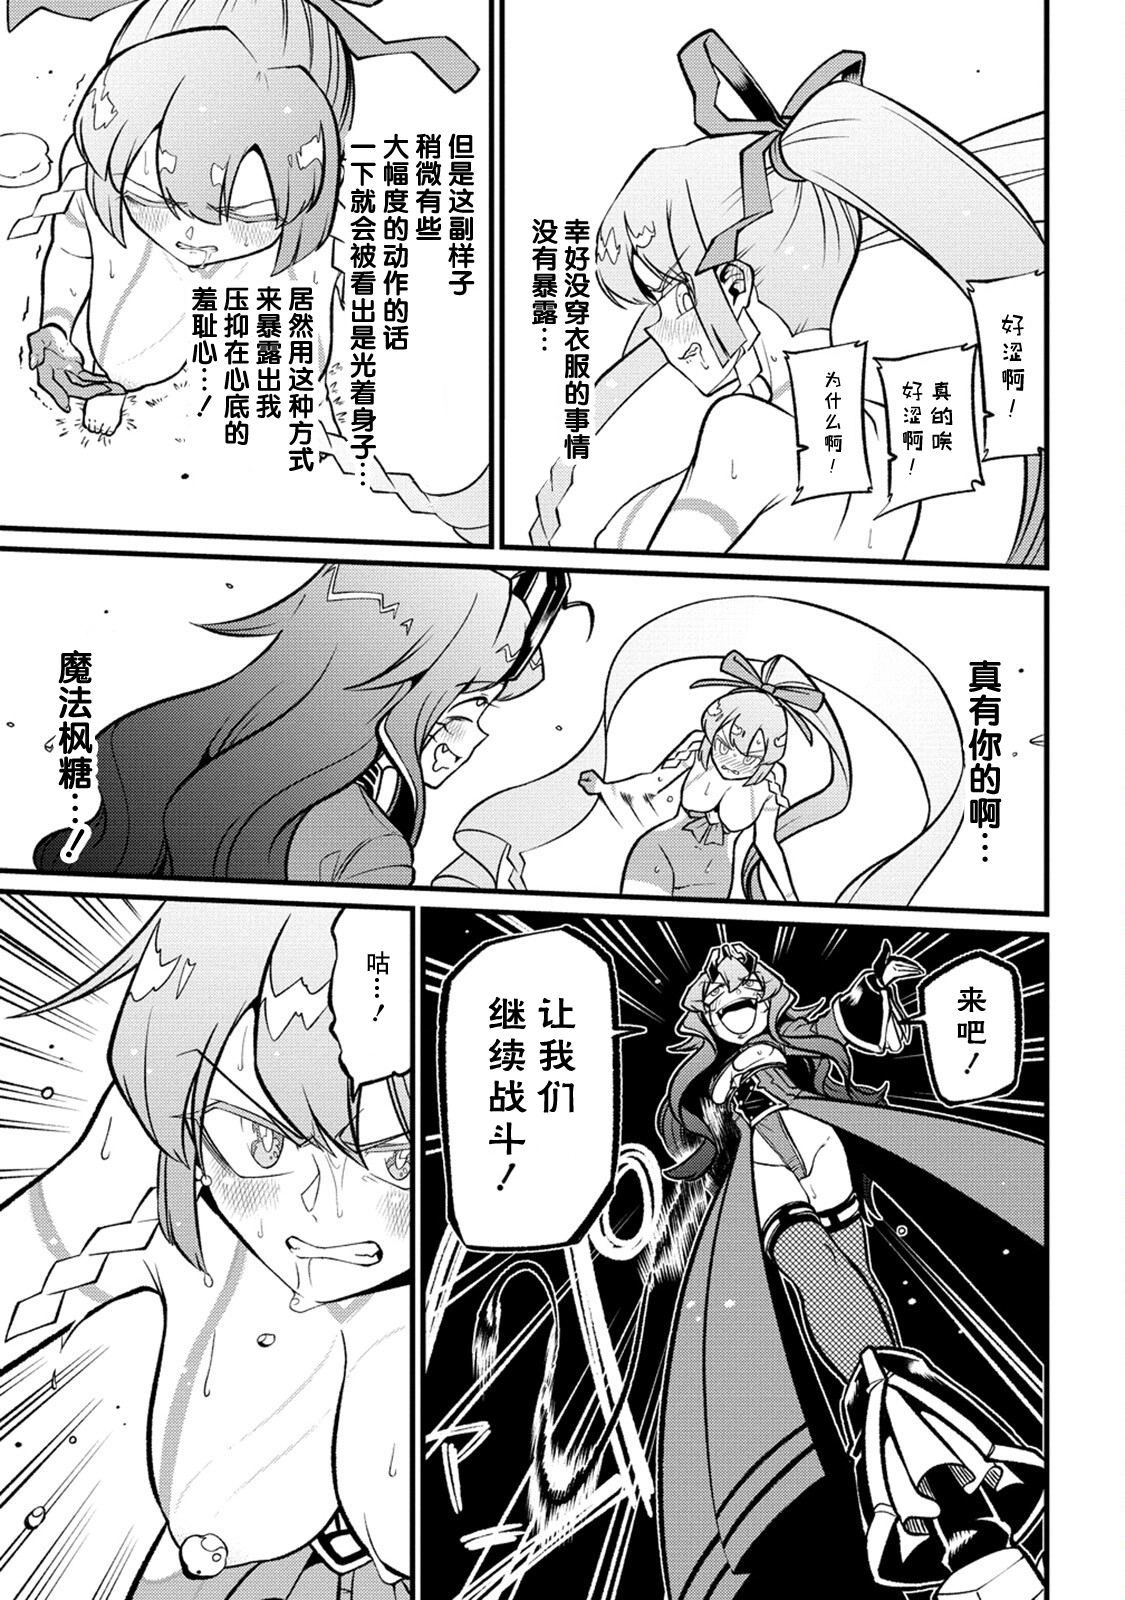 好涩啊！
真的唉
好涩啊！
为什么啊！
幸好没穿衣服的事情
没有暴露…
但是这副样子
稍微有些
大幅度的动作的话
一下就会被看出是光着身子…
居然用这种方式
来暴露出我
压抑在心底的
羞耻心…！
真有你的啊…
魔法枫糖…！
来吧！
让我们
继续战斗！
咕…！